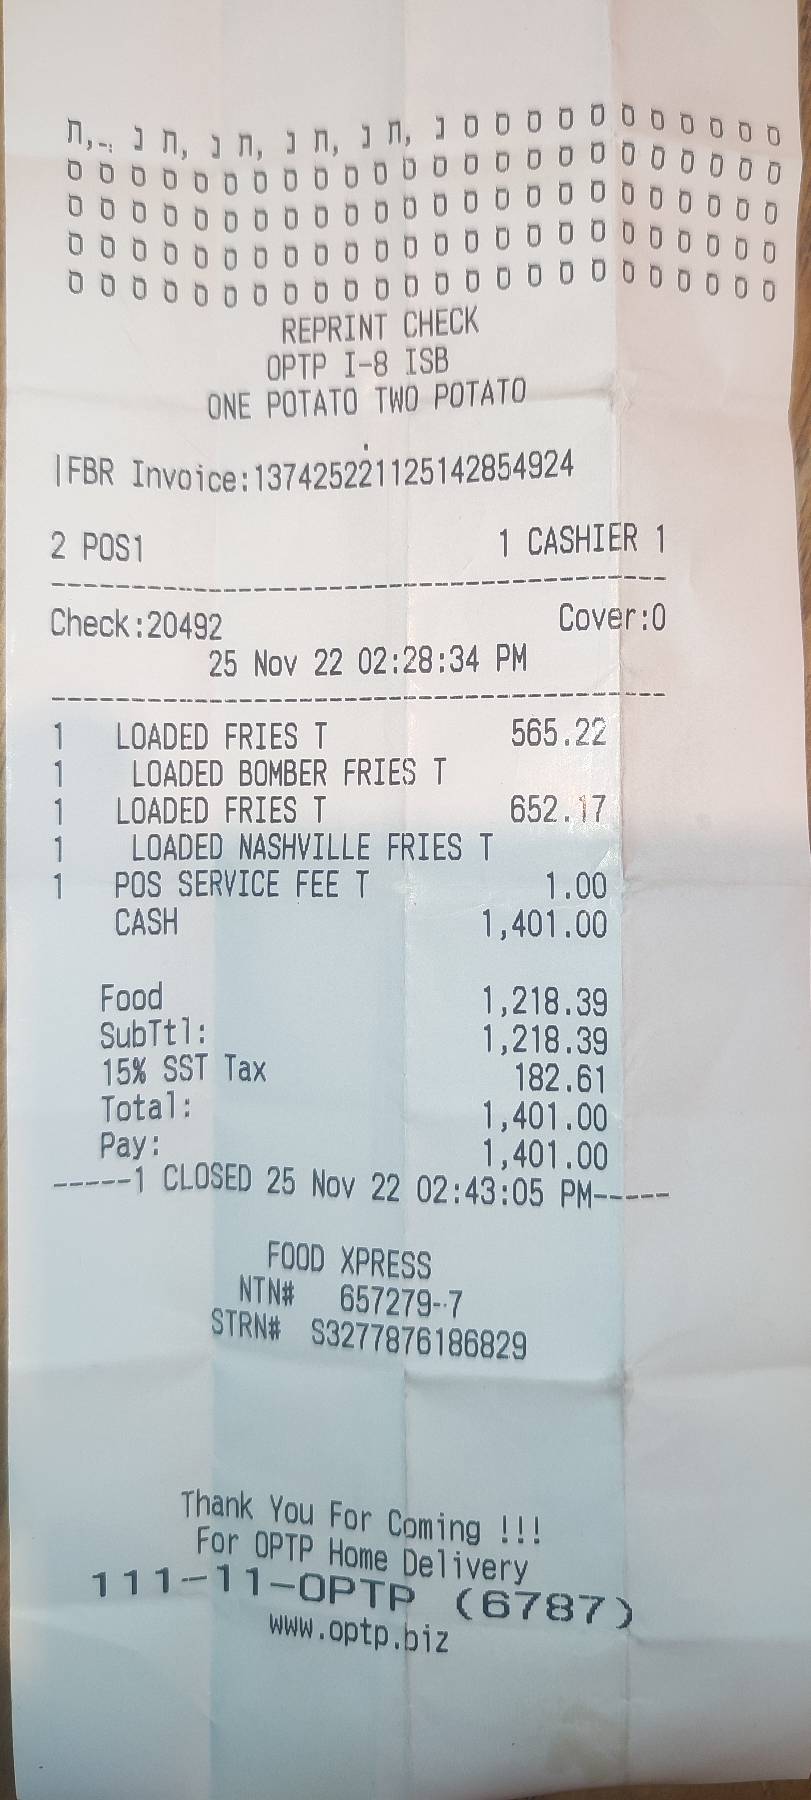 REPRINT CHECK
OPTP I-8 ISB
ONE POTATO TWO POTATO
|FBR Invoice:137425221125142854924
2 POS1 1 CASHIER 1
Check:20492 Cover:0
25 Nov 22 02:28:34 PM
1 LOADED FRIES T 565.22
1 LOADED BOMBER FRIES T
1 LOADED FRIES T 652.17
1 LOADED NASHVILLE FRIES T
1 POS SERVICE FEE T 1.00
CASH 1,401.00
Food 1,218.39
SubTtl: 1,218.39
15% SST Tax 182.61
Total: 1,401.00
Pay: 1,401.00
-----1 CLOSED 25 Nov 22 02:43:05 PM-----
FOOD XPRESS
NTN# 657279--7
STRN# S3277876186829
Thank You For Coming !!!
For OPTP Home Delivery
111-11-OPTP (6787)
www.optp.biz